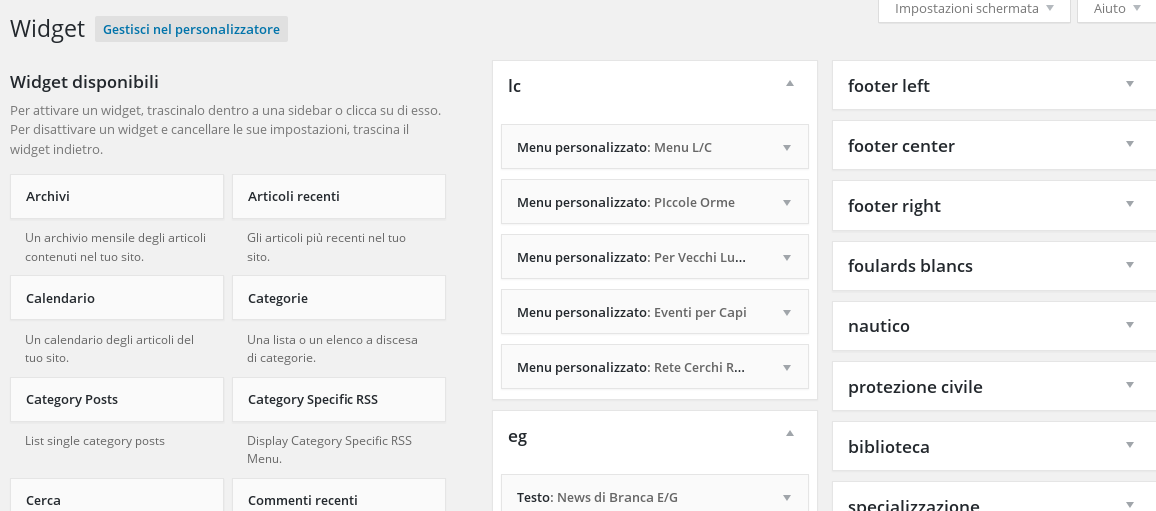 Impostazioni schermata
Aiuto
Widget
Gestisci nel personalizzatore
Widget disponibili
Per attivare un widget, trascinalo dentro a una sidebar o clicca su di esso.
Per disattivare un widget e cancellare le sue impostazioni, trascina il
widget indietro.
Archivi
Un archivio mensile degli articoli
contenuti nel tuo sito.
Articoli recenti
Gli articoli più recenti nel tuo
sito.
Calendario
Un calendario degli articoli del
tuo sito.
Categorie
Una lista o un elenco a discesa
di categorie.
Category Posts
List single category posts
Category Specific RSS
Display Category Specific RSS
Menu.
Cerca
Commenti recenti
lc
Menu personalizzato: Menu L/C
Menu personalizzato: PIccole Orme
Menu personalizzato: Per Vecchi Lu...
Menu personalizzato: Eventi per Capi
Menu personalizzato: Rete Cerchi R...
eg
Testo: News di Branca E/G
footer left
footer center
footer right
foulards blancs
nautico
protezione civile
biblioteca
specializzazione